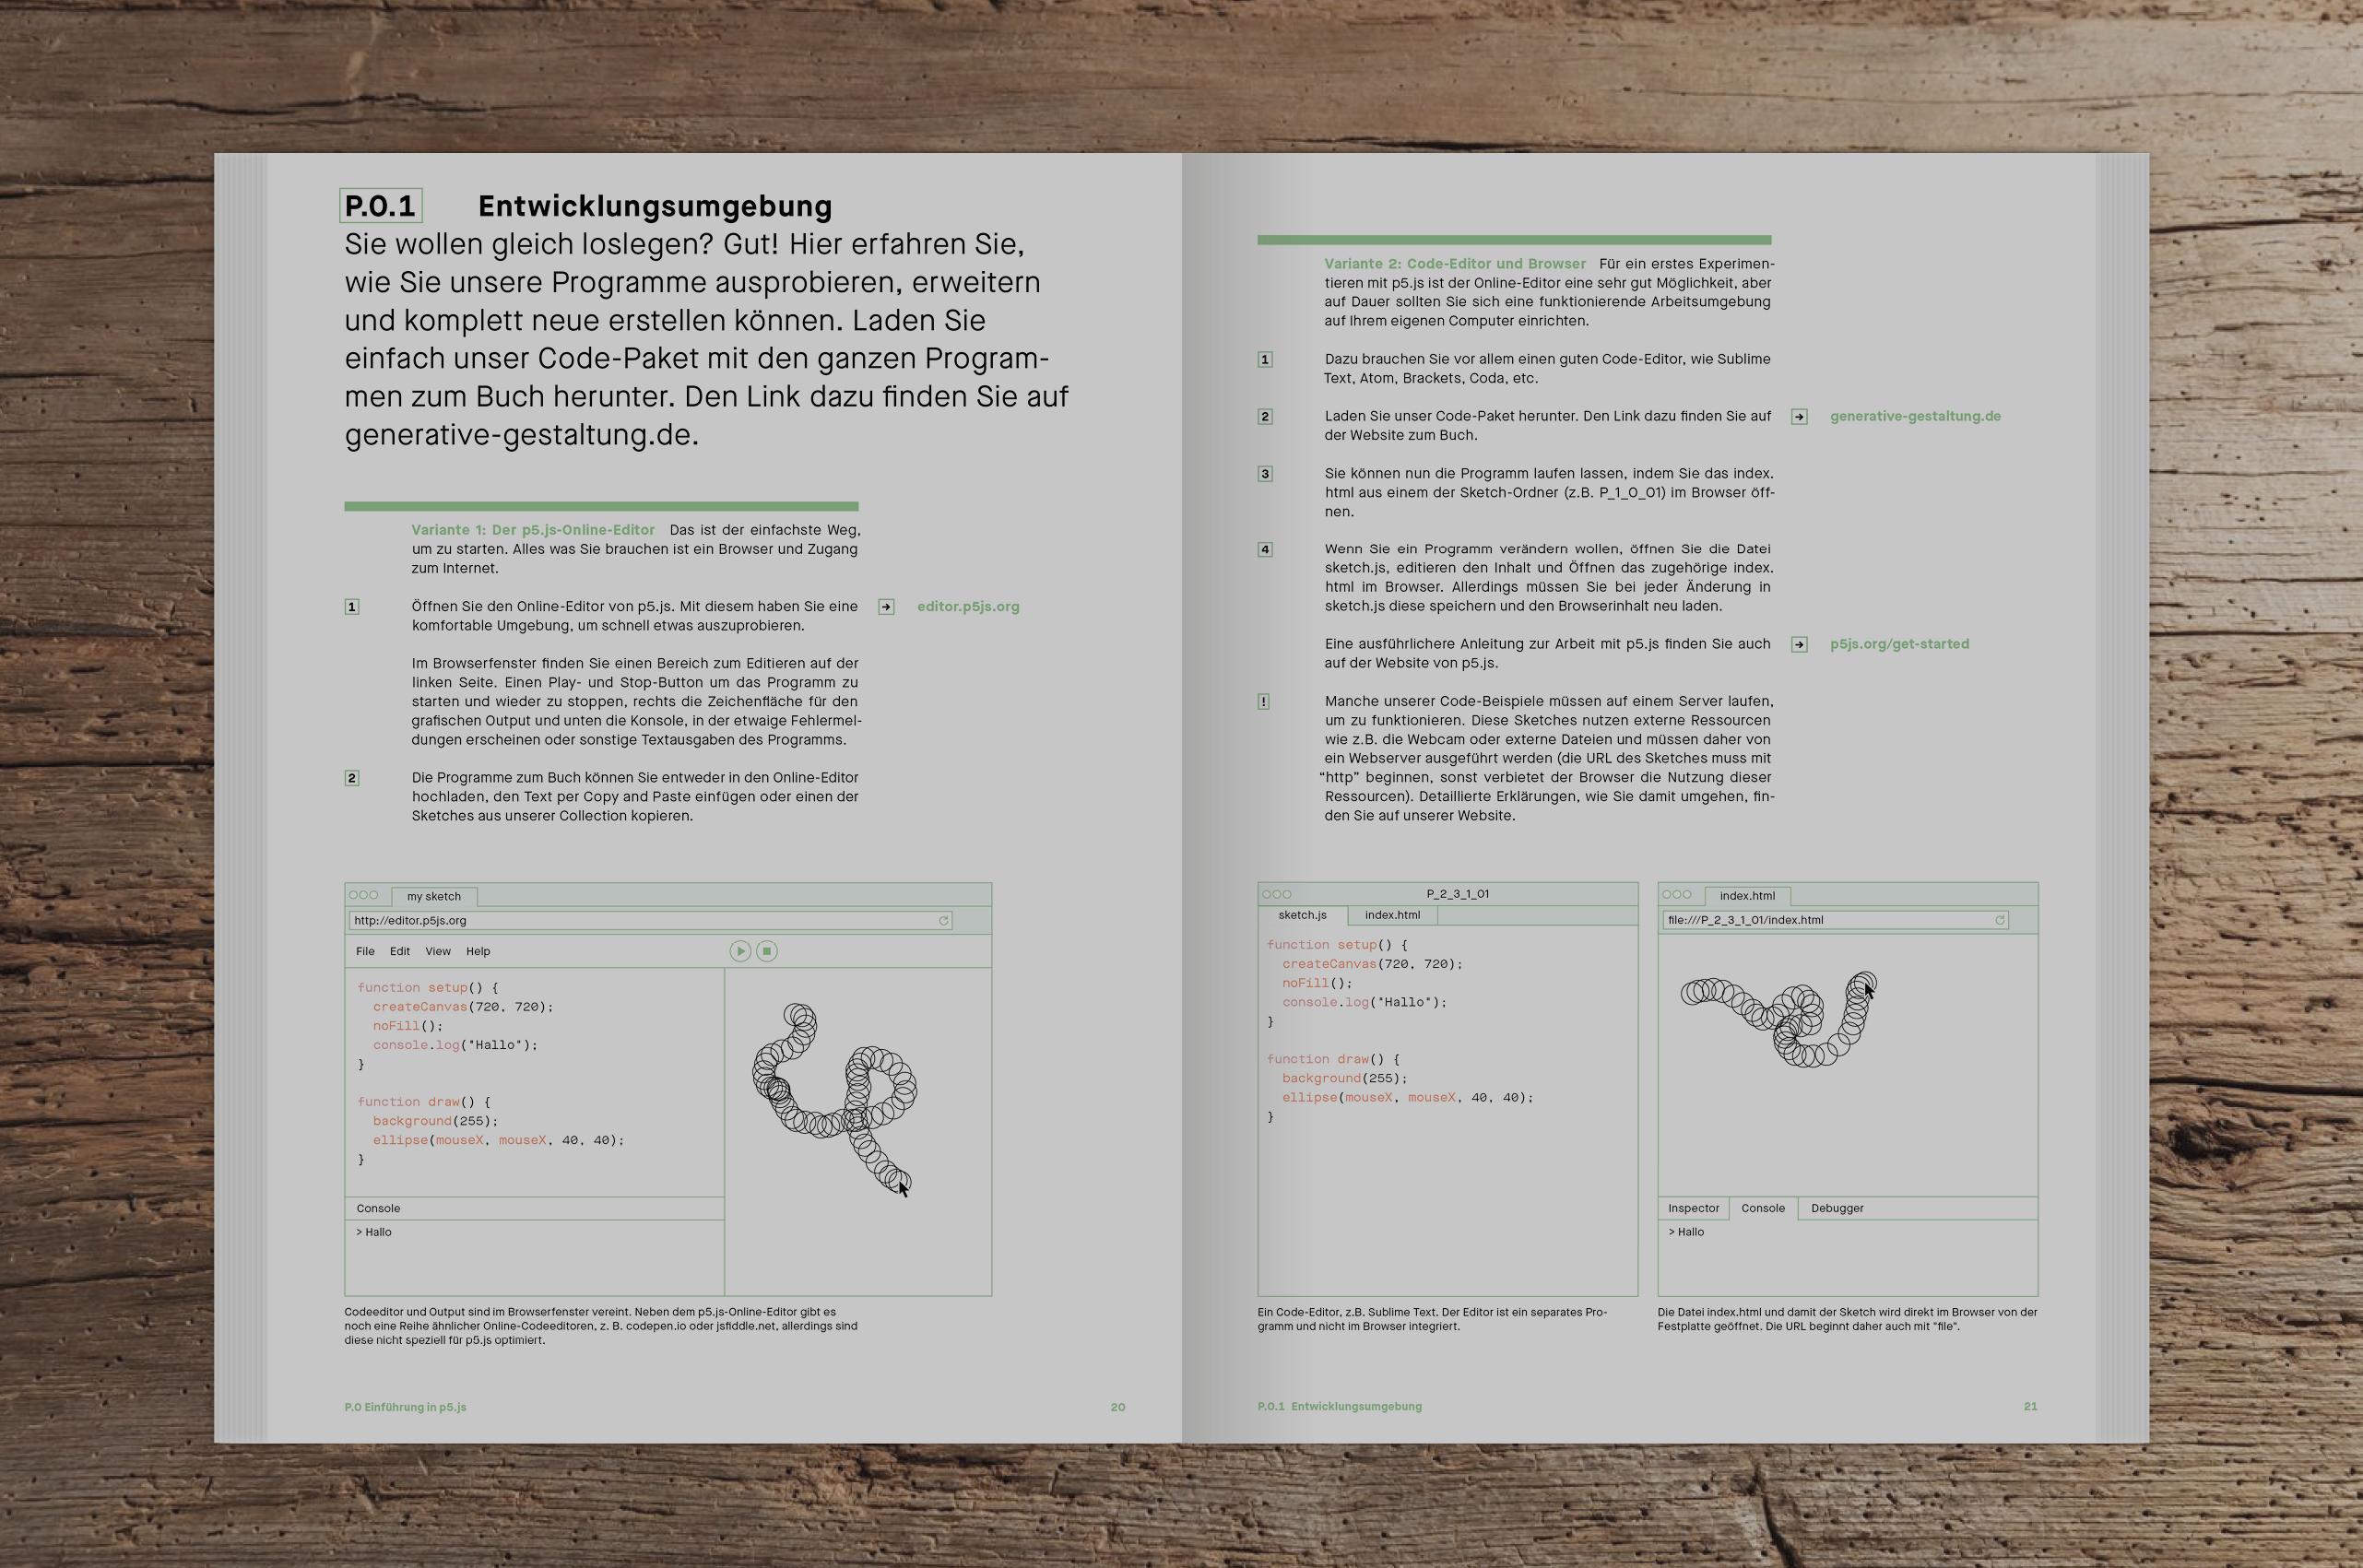 P.0.1 Entwicklungsumgebung
Sie wollen gleich loslegen? Gut! Hier erfahren Sie,
wie Sie unsere Programme ausprobieren, erweitern
und komplett neue erstellen können. Laden Sie
einfach unser Code-Paket mit den ganzen Program-
men zum Buch herunter. Den Link dazu finden Sie auf
generative-gestaltung.de.
Variante 1: Der p5.js-Online-Editor Das ist der einfachste Weg,
um zu starten. Alles was Sie brauchen ist ein Browser und Zugang
zum Internet.
1 Öffnen Sie den Online-Editor von p5.js. Mit diesem haben Sie eine → editor.p5js.org
komfortable Umgebung, um schnell etwas auszuprobieren.
Im Browserfenster finden Sie einen Bereich zum Editieren auf der
linken Seite. Einen Play- und Stop-Button um das Programm zu
starten und wieder zu stoppen, rechts die Zeichenfläche für den
grafischen Output und unten die Konsole, in der etwaige Fehlermel-
dungen erscheinen oder sonstige Textausgaben des Programms.
2 Die Programme zum Buch können Sie entweder in den Online-Editor
hochladen, den Text per Copy and Paste einfügen oder einen der
Sketches aus unserer Collection kopieren.
my sketch
http://editor.p5js.org
File Edit View Help
function setup() {
createCanvas(720, 720);
noFill();
console.log("Hallo");
}
function draw() {
background(255);
ellipse(mouseX, mouseX, 40, 40);
}
Console
> Hallo
Codeeditor und Output sind im Browserfenster vereint. Neben dem p5.js-Online-Editor gibt es
noch eine Reihe ähnlicher Online-Codeeditoren, z. B. codepen.io oder jsfiddle.net, allerdings sind
diese nicht speziell für p5.js optimiert.
P.0 Einführung in p5.js 20
Variante 2: Code-Editor und Browser Für ein erstes Experimen-
tieren mit p5.js ist der Online-Editor eine sehr gut Möglichkeit, aber
auf Dauer sollten Sie sich eine funktionierende Arbeitsumgebung
auf Ihrem eigenen Computer einrichten.
1 Dazu brauchen Sie vor allem einen guten Code-Editor, wie Sublime
Text, Atom, Brackets, Coda, etc.
2 Laden Sie unser Code-Paket herunter. Den Link dazu finden Sie auf → generative-gestaltung.de
der Website zum Buch.
3 Sie können nun die Programm laufen lassen, indem Sie das index.
html aus einem der Sketch-Ordner (z.B. P_1_0_01) im Browser öff-
nen.
4 Wenn Sie ein Programm verändern wollen, öffnen Sie die Datei
sketch.js, editieren den Inhalt und Öffnen das zugehörige index.
html im Browser. Allerdings müssen Sie bei jeder Änderung in
sketch.js diese speichern und den Browserinhalt neu laden.
Eine ausführlichere Anleitung zur Arbeit mit p5.js finden Sie auch → p5js.org/get-started
auf der Website von p5.js.
! Manche unserer Code-Beispiele müssen auf einem Server laufen,
um zu funktionieren. Diese Sketches nutzen externe Ressourcen
wie z.B. die Webcam oder externe Dateien und müssen daher von
ein Webserver ausgeführt werden (die URL des Sketches muss mit
“http” beginnen, sonst verbietet der Browser die Nutzung dieser
Ressourcen). Detaillierte Erklärungen, wie Sie damit umgehen, fin-
den Sie auf unserer Website.
P_2_3_1_01
sketch.js index.html
function setup() {
createCanvas(720, 720);
noFill();
console.log("Hallo");
}
function draw() {
background(255);
ellipse(mouseX, mouseX, 40, 40);
}
Ein Code-Editor, z.B. Sublime Text. Der Editor ist ein separates Pro-
gramm und nicht im Browser integriert.
index.html
file:///P_2_3_1_01/index.html
Inspector Console Debugger
> Hallo
Die Datei index.html und damit der Sketch wird direkt im Browser von der
Festplatte geöffnet. Die URL beginnt daher auch mit "file".
P.0.1 Entwicklungsumgebung 21